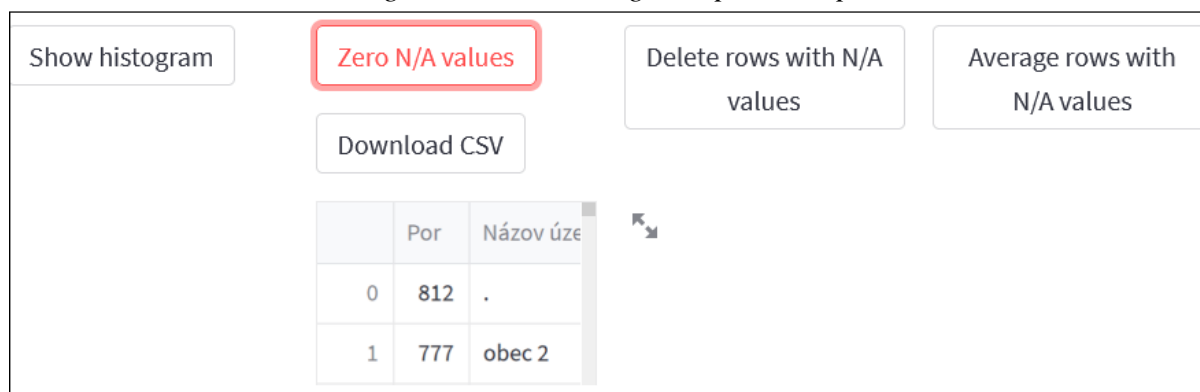 Show histogram
Zero N/A values
Delete rows with N/A
values
Average rows with
N/A values
Download CSV
Por Názov úze
0 812 .
1 777 obec 2